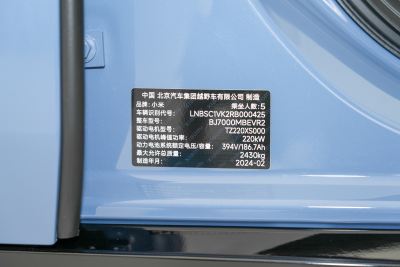 中国 北京汽车集团越野车有限公司 制造
品牌：小米 乘坐人数：5
车辆识别代号： LNBSC1VK2RB000425
整车型号： BJ7000MBEVR2
驱动电机型号： TZ220XS000
驱动电机峰值功率： 220kW
动力电池系统额定电压/容量： 394V/186.7Ah
最大允许总质量： 2430kg
制造年月： 2024-02